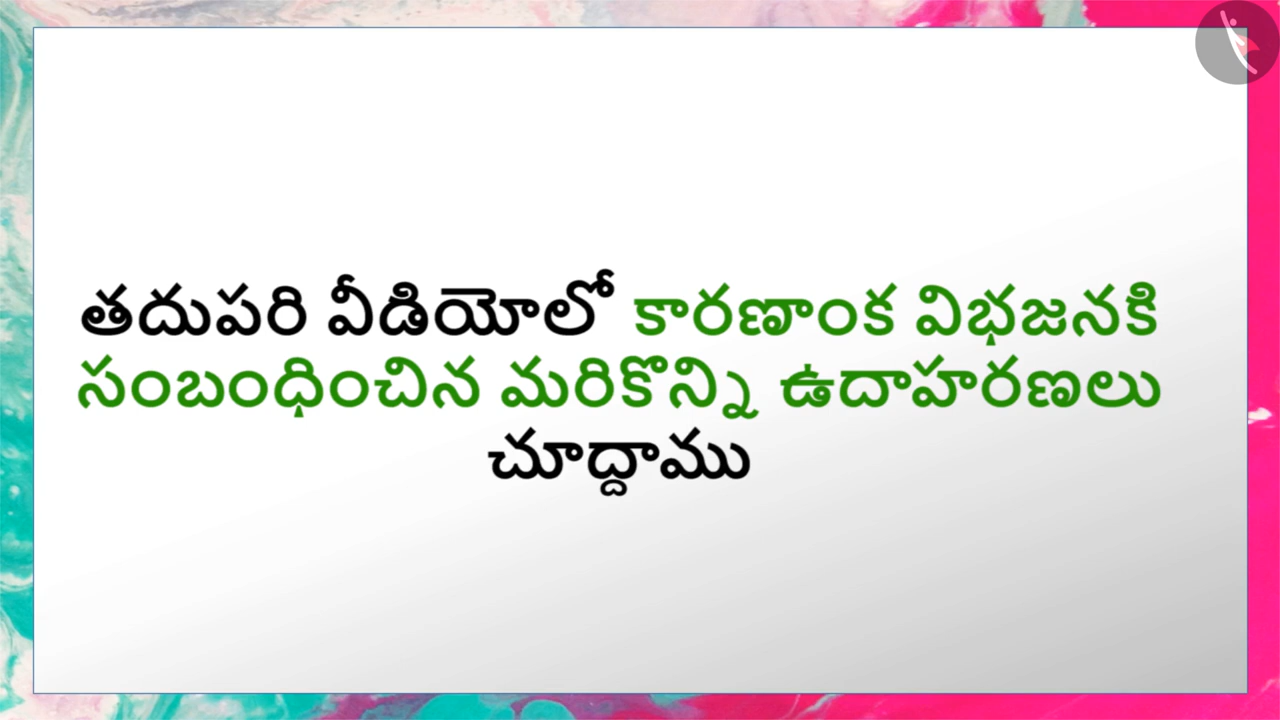 తదుపరి వీడియోలో కారణాంక విభజనకి
సంబంధించిన మరికొన్ని ఉదాహరణలు
చూద్దాము